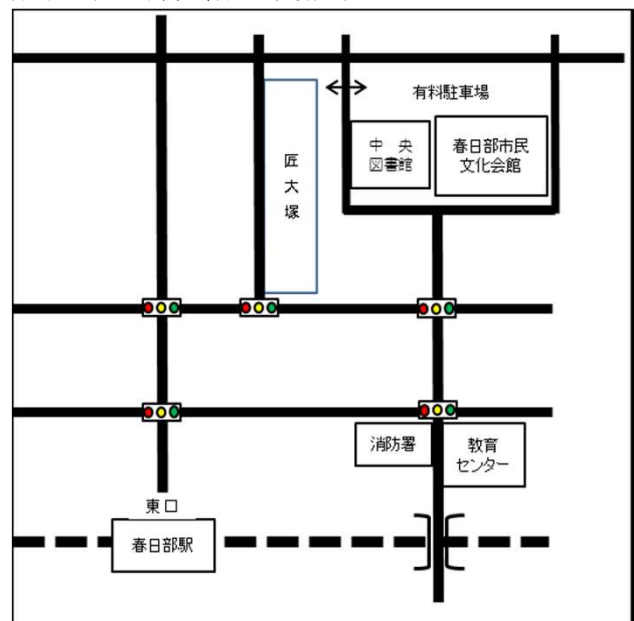 有料駐車場
中　央
図書館
春日部市民
文化会館
匠
大
塚
消防署
教育
センター
東口
春日部駅